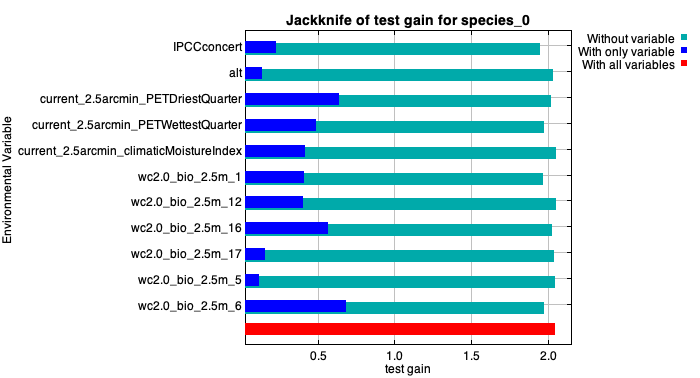 Jackknife of test gain for species_0
Without variable
With only variable
With all variables
Environmental Variable
IPCCconcert
alt
current_2.5arcmin_PETDriestQuarter
current_2.5arcmin_PETWettestQuarter
current_2.5arcmin_climaticMoistureIndex
wc2.0_bio_2.5m_1
wc2.0_bio_2.5m_12
wc2.0_bio_2.5m_16
wc2.0_bio_2.5m_17
wc2.0_bio_2.5m_5
wc2.0_bio_2.5m_6
0.5 1.0 1.5 2.0
test gain